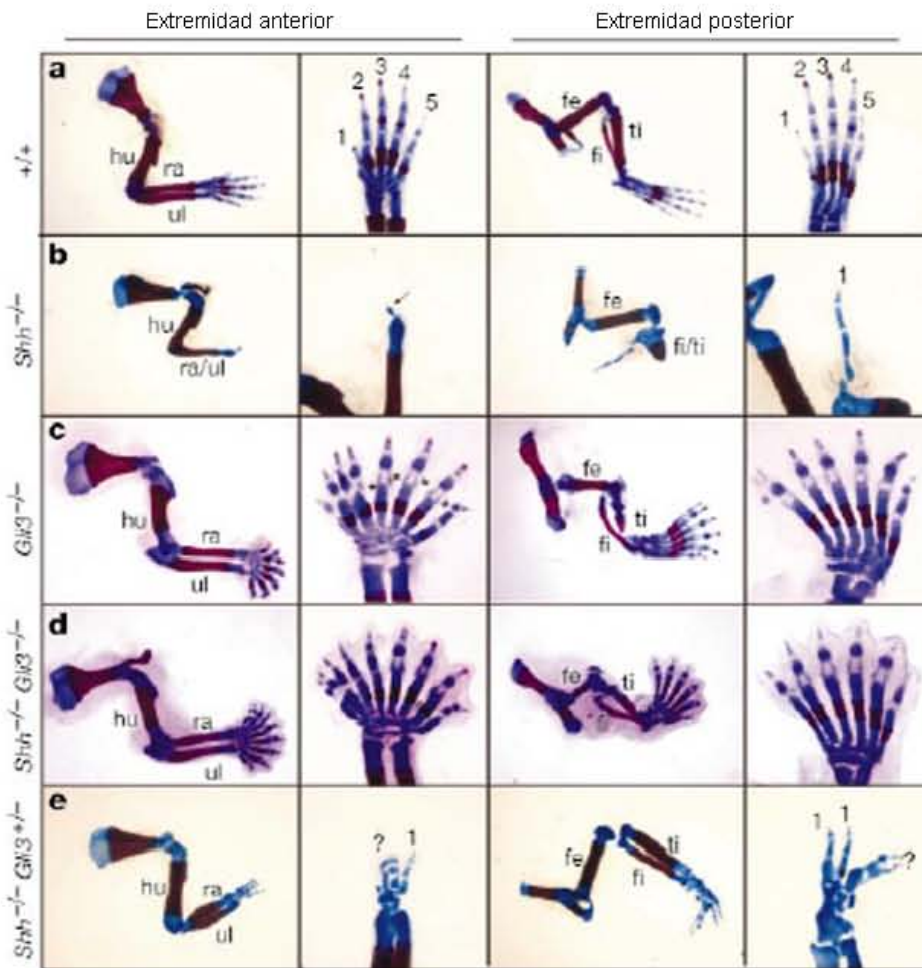 Extremidad anterior
Extremidad posterior
+/+
a
hu
ra
ul
1
2
3
4
5
fe
ti
fi
1
2
3
4
5
Shh−/−
b
hu
ra/ul
fe
fi/ti
1
Gli3−/−
c
hu
ra
ul
fe
ti
fi
Shh−/− Gli3−/−
d
hu
ra
ul
fe
ti
Shh−/− Gli3+/−
e
hu
ra
ul
?
1
fe
ti
fi
1
1
?